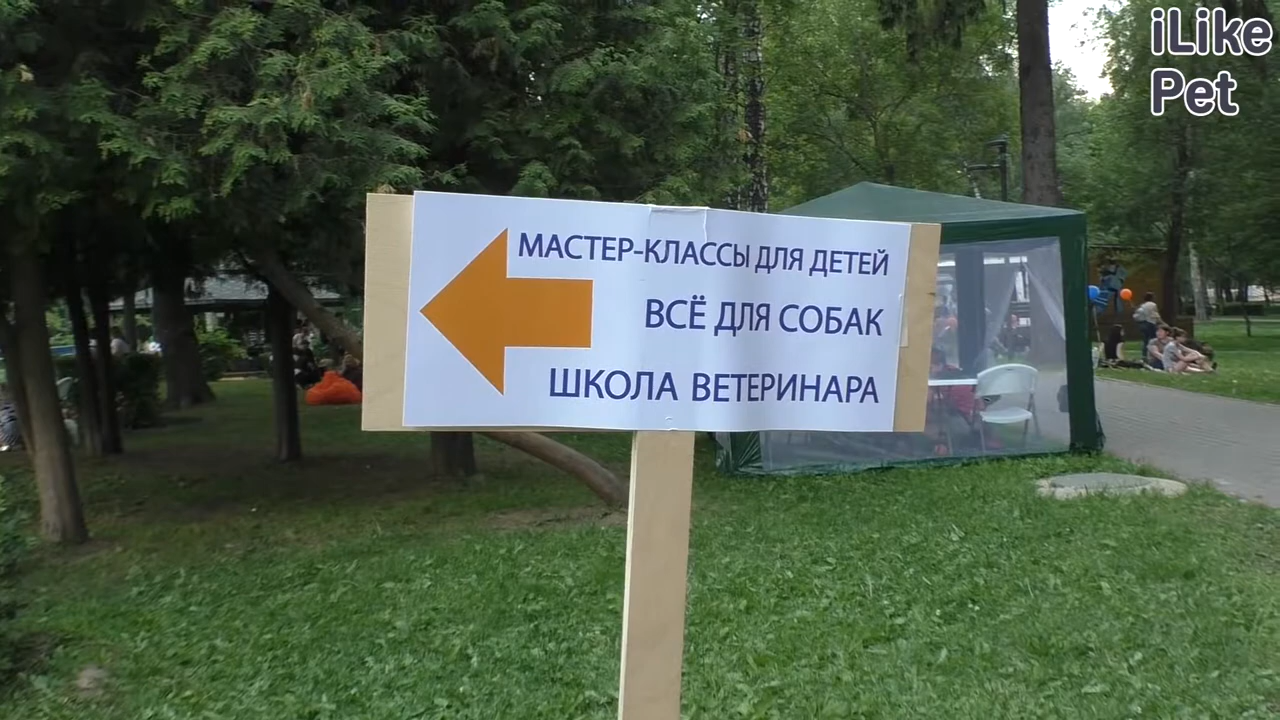 iLike
Pet
МАСТЕР-КЛАССЫ ДЛЯ ДЕТЕЙ
ВСЁ ДЛЯ СОБАК
ШКОЛА ВЕТЕРИНАРА